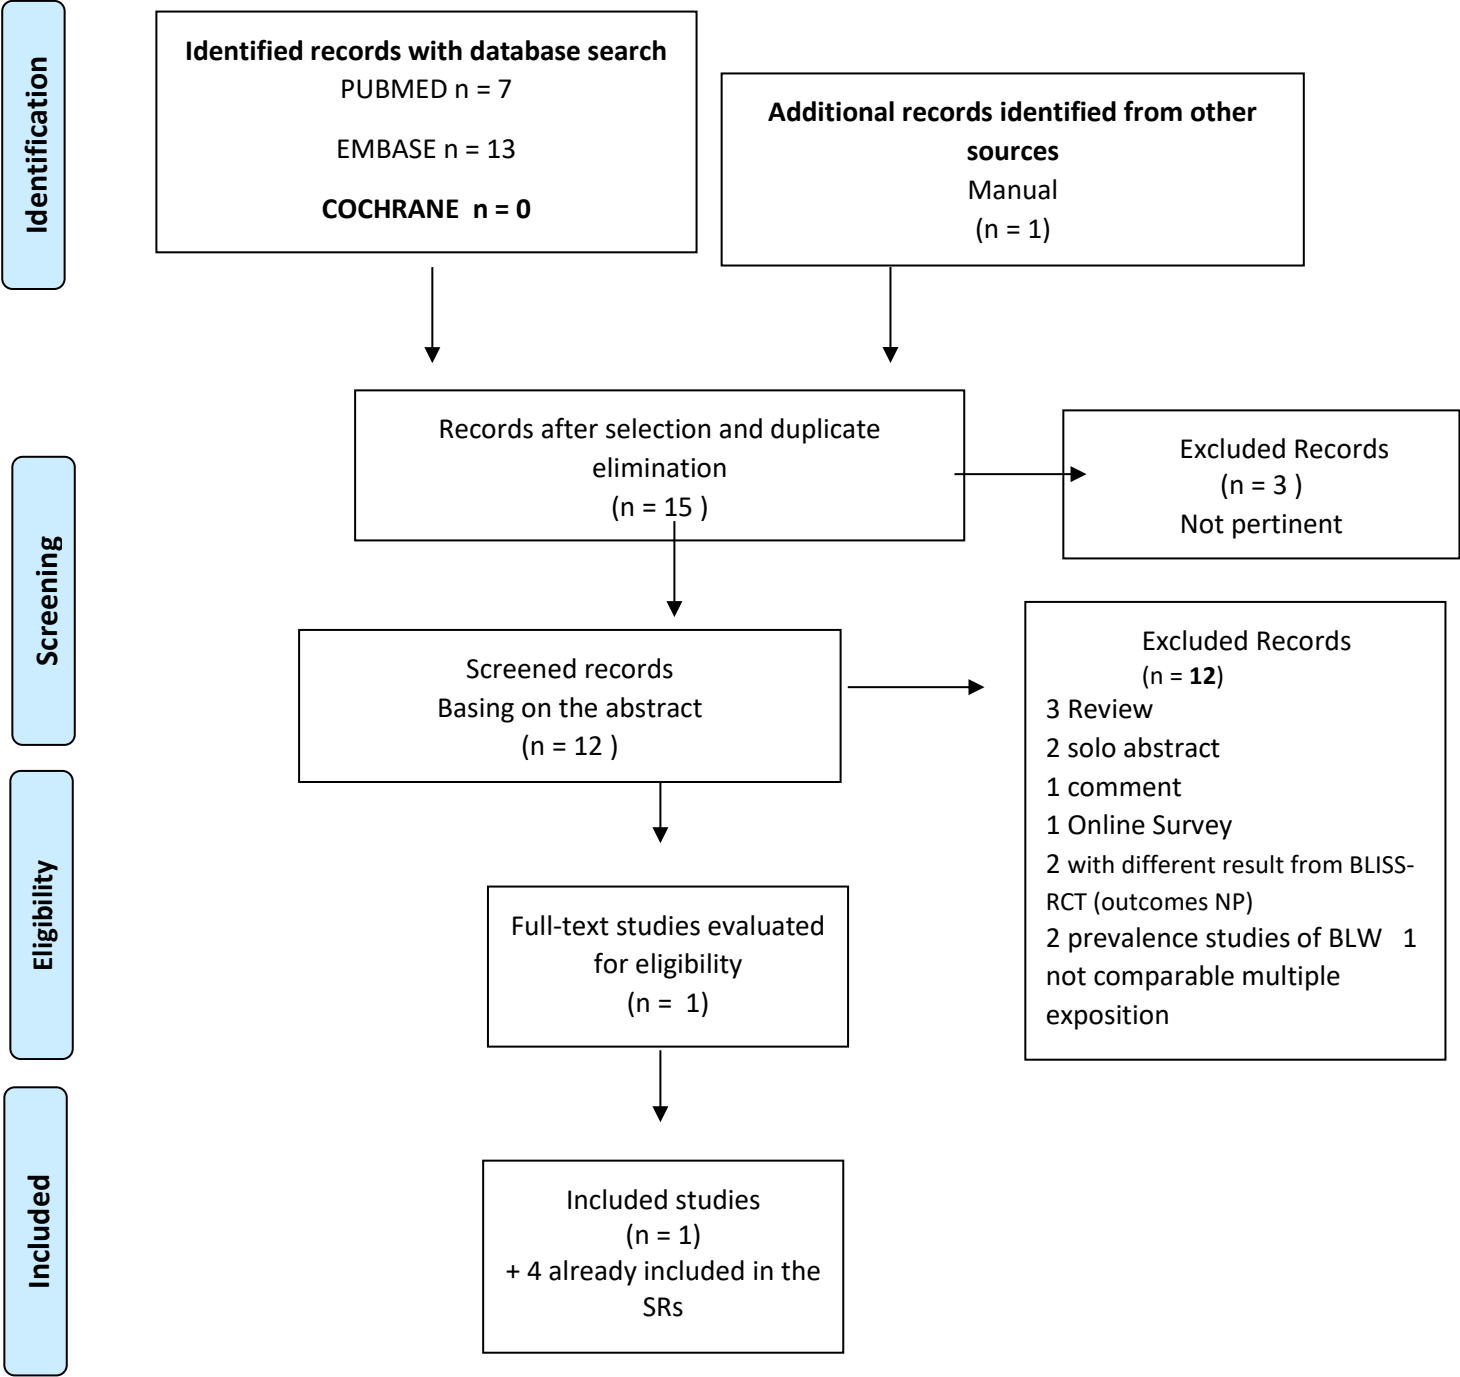 Identification
Identified records with database search
PUBMED n = 7
EMBASE n = 13
COCHRANE n = 0
Additional records identified from other
sources
Manual
(n = 1)
Screening
Records after selection and duplicate
elimination
(n = 15 )
Excluded Records
(n = 3 )
Not pertinent
Screened records
Basing on the abstract
(n = 12 )
Excluded Records
(n = 12)
3 Review
2 solo abstract
1 comment
1 Online Survey
2 with different result from BLISS-
RCT (outcomes NP)
2 prevalence studies of BLW 1
not comparable multiple
exposition
Eligibility
Full-text studies evaluated
for eligibility
(n = 1)
Included
Included studies
(n = 1)
+ 4 already included in the
SRs